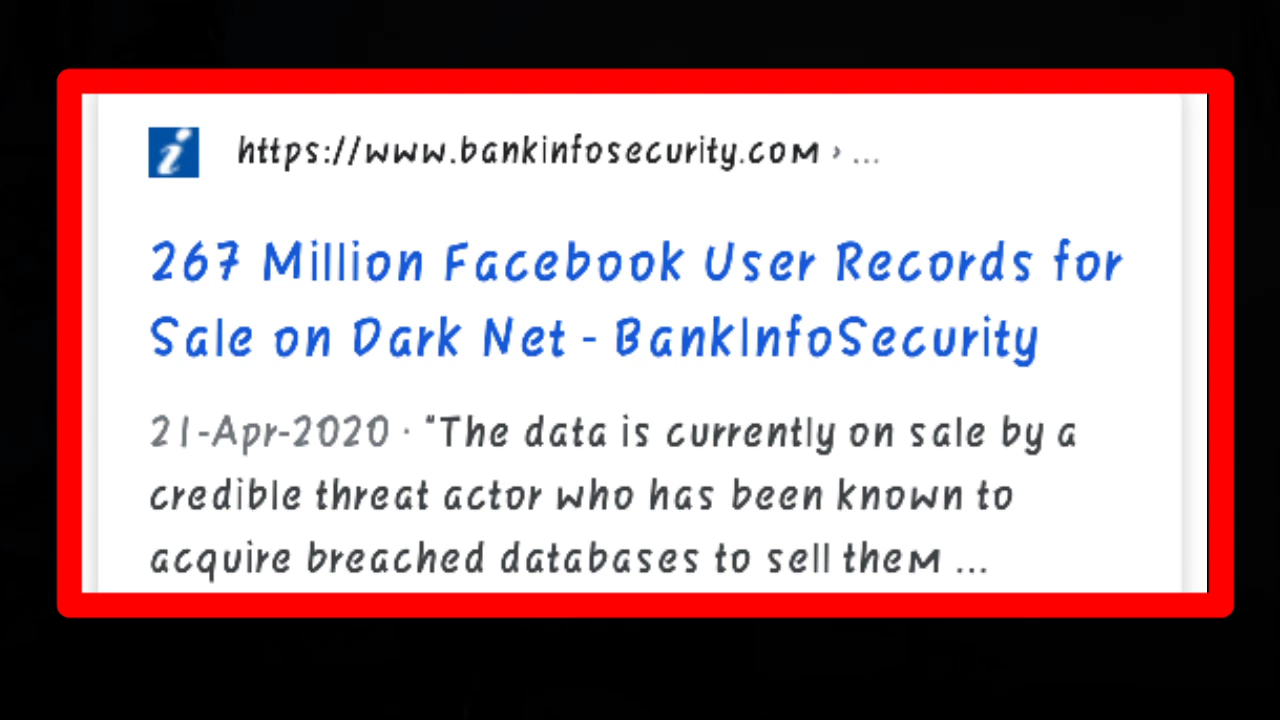 https://www.bankinfosecurity.com › ...
267 Million Facebook User Records for
Sale on Dark Net - BankInfoSecurity
21-Apr-2020 · "The data is currently on sale by a
credible threat actor who has been known to
acquire breached databases to sell them ...